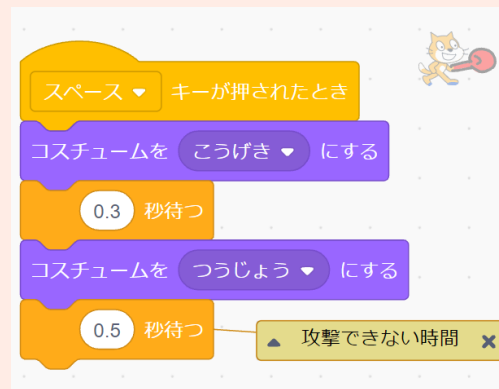 スペース キーが押されたとき
コスチュームを こうげき にする
0.3 秒待つ
コスチュームを つうじょう にする
0.5 秒待つ 攻撃できない時間